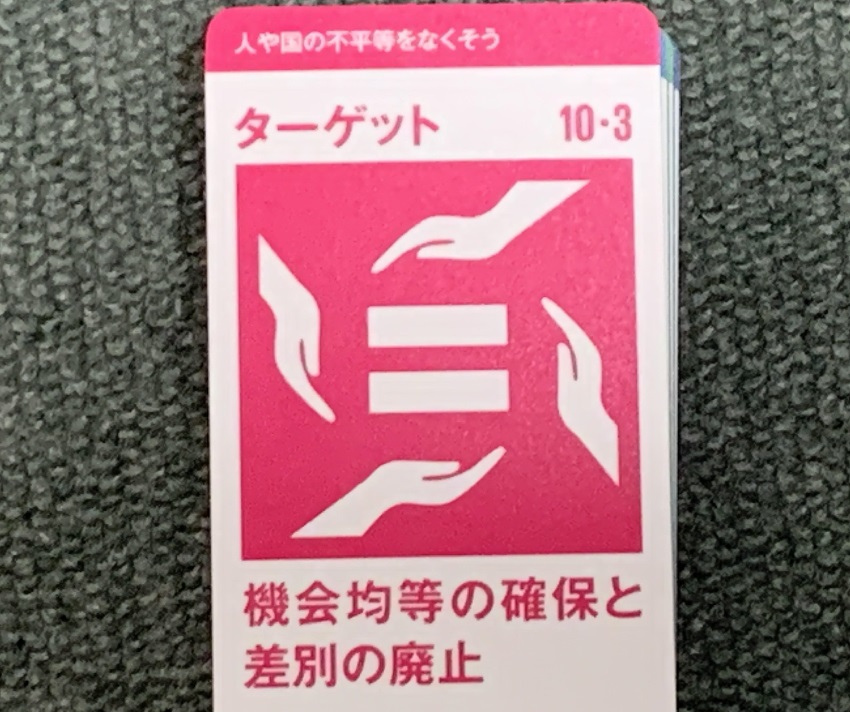 人や国の不平等をなくそう
ターゲット 10・3
機会均等の確保と
差別の廃止